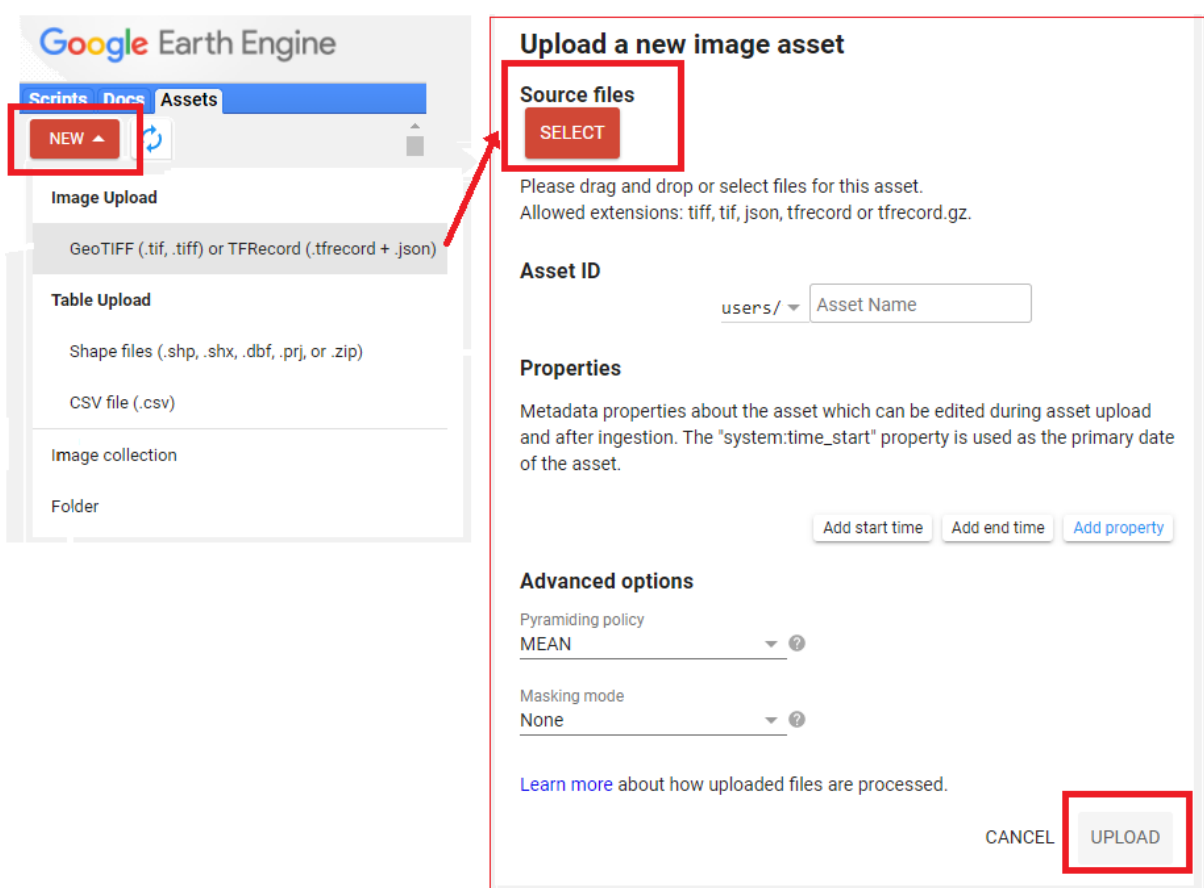 Google Earth Engine
Scripts Docs Assets
NEW
Image Upload
GeoTIFF (.tif, .tiff) or TFRecord (.tfrecord + .json)
Table Upload
Shape files (.shp, .shx, .dbf, .prj, or .zip)
CSV file (.csv)
Image collection
Folder
Upload a new image asset
Source files
SELECT
Please drag and drop or select files for this asset.
Allowed extensions: tiff, tif, json, tfrecord or tfrecord.gz.
Asset ID
users/ Asset Name
Properties
Metadata properties about the asset which can be edited during asset upload
and after ingestion. The "system:time_start" property is used as the primary date
of the asset.
Add start time Add end time Add property
Advanced options
Pyramiding policy
MEAN
Masking mode
None
Learn more about how uploaded files are processed.
CANCEL UPLOAD